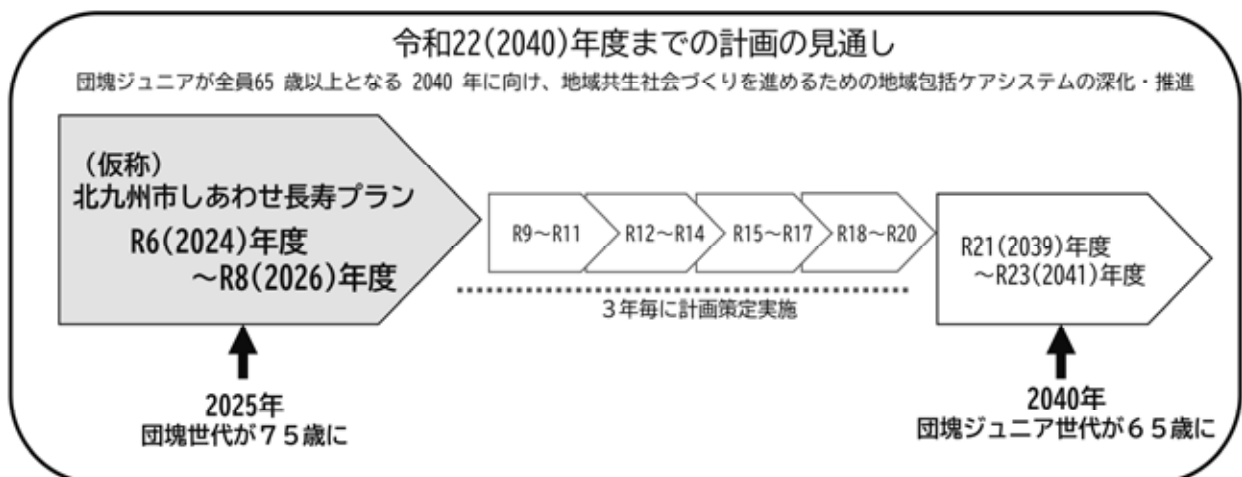 令和22(2040)年度までの計画の見通し
団塊ジュニアが全員65 歳以上となる 2040 年に向け、地域共生社会づくりを進めるための地域包括ケアシステムの深化・推進
（仮称）
北九州市しあわせ長寿プラン
R6(2024)年度
～R8(2026)年度
R9～R11
R12～R14
R15～R17
R18～R20
R21(2039)年度
～R23(2041)年度
３年毎に計画策定実施
2025年
団塊世代が７５歳に
2040年
団塊ジュニア世代が６５歳に